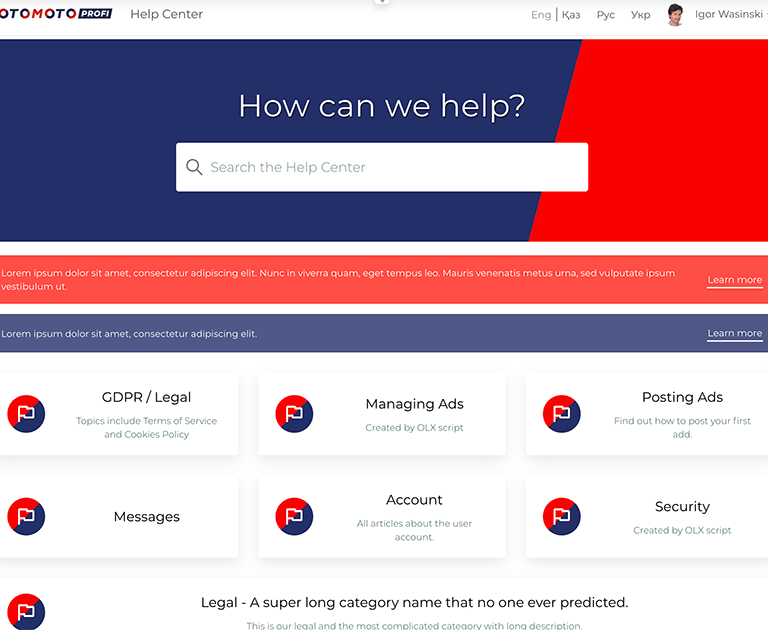 OTOMOTO PROFI Help Center Eng Қаз Рус Укр Igor Wasinski
How can we help?
Search the Help Center
Lorem ipsum dolor sit amet, consectetur adipiscing elit. Nunc in viverra quam, eget tempus leo. Mauris venenatis metus urna, sed vulputate ipsum
vestibulum ut.
Learn more
Lorem ipsum dolor sit amet, consectetur adipiscing elit.
Learn more
GDPR / Legal
Topics include Terms of Service
and Cookies Policy
Managing Ads
Created by OLX script
Posting Ads
Find out how to post your first
add.
Messages
Account
All articles about the user
account.
Security
Created by OLX script
Legal - A super long category name that no one ever predicted.
This is our legal and the most complicated category with long description.